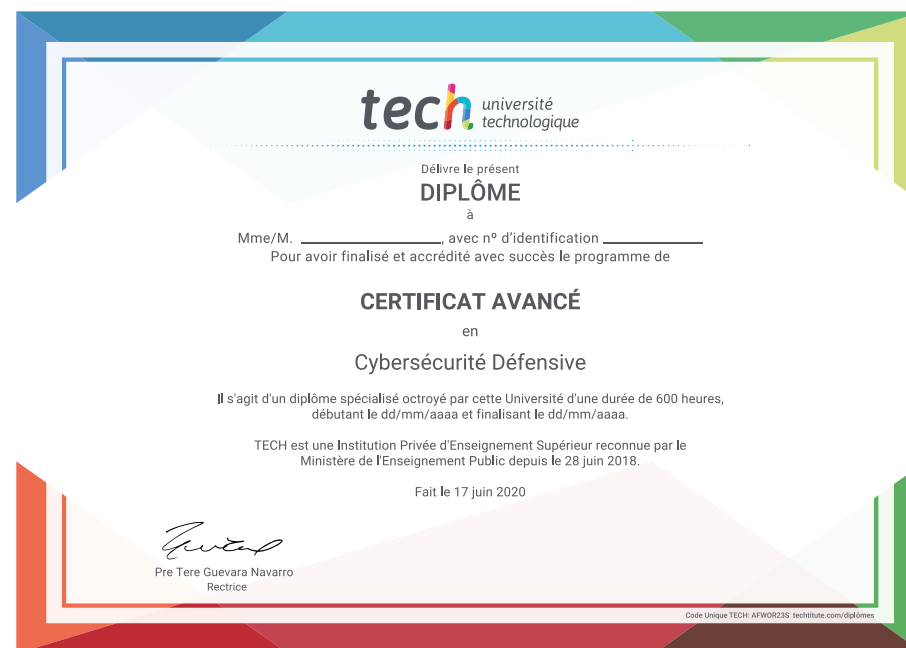 tech université
technologique
Délivre le présent
DIPLÔME
à
Mme/M. ____________________, avec nº d'identification ______________
Pour avoir finalisé et accrédité avec succès le programme de
CERTIFICAT AVANCÉ
en
Cybersécurité Défensive
Il s'agit d'un diplôme spécialisé octroyé par cette Université d'une durée de 600 heures,
débutant le dd/mm/aaaa et finalisant le dd/mm/aaaa.
TECH est une Institution Privée d'Enseignement Supérieur reconnue par le
Ministère de l'Enseignement Public depuis le 28 juin 2018.
Fait le 17 juin 2020
Pre Tere Guevara Navarro
Rectrice
Code Unique TECH: AFWOR23S techtitute.com/diplômes